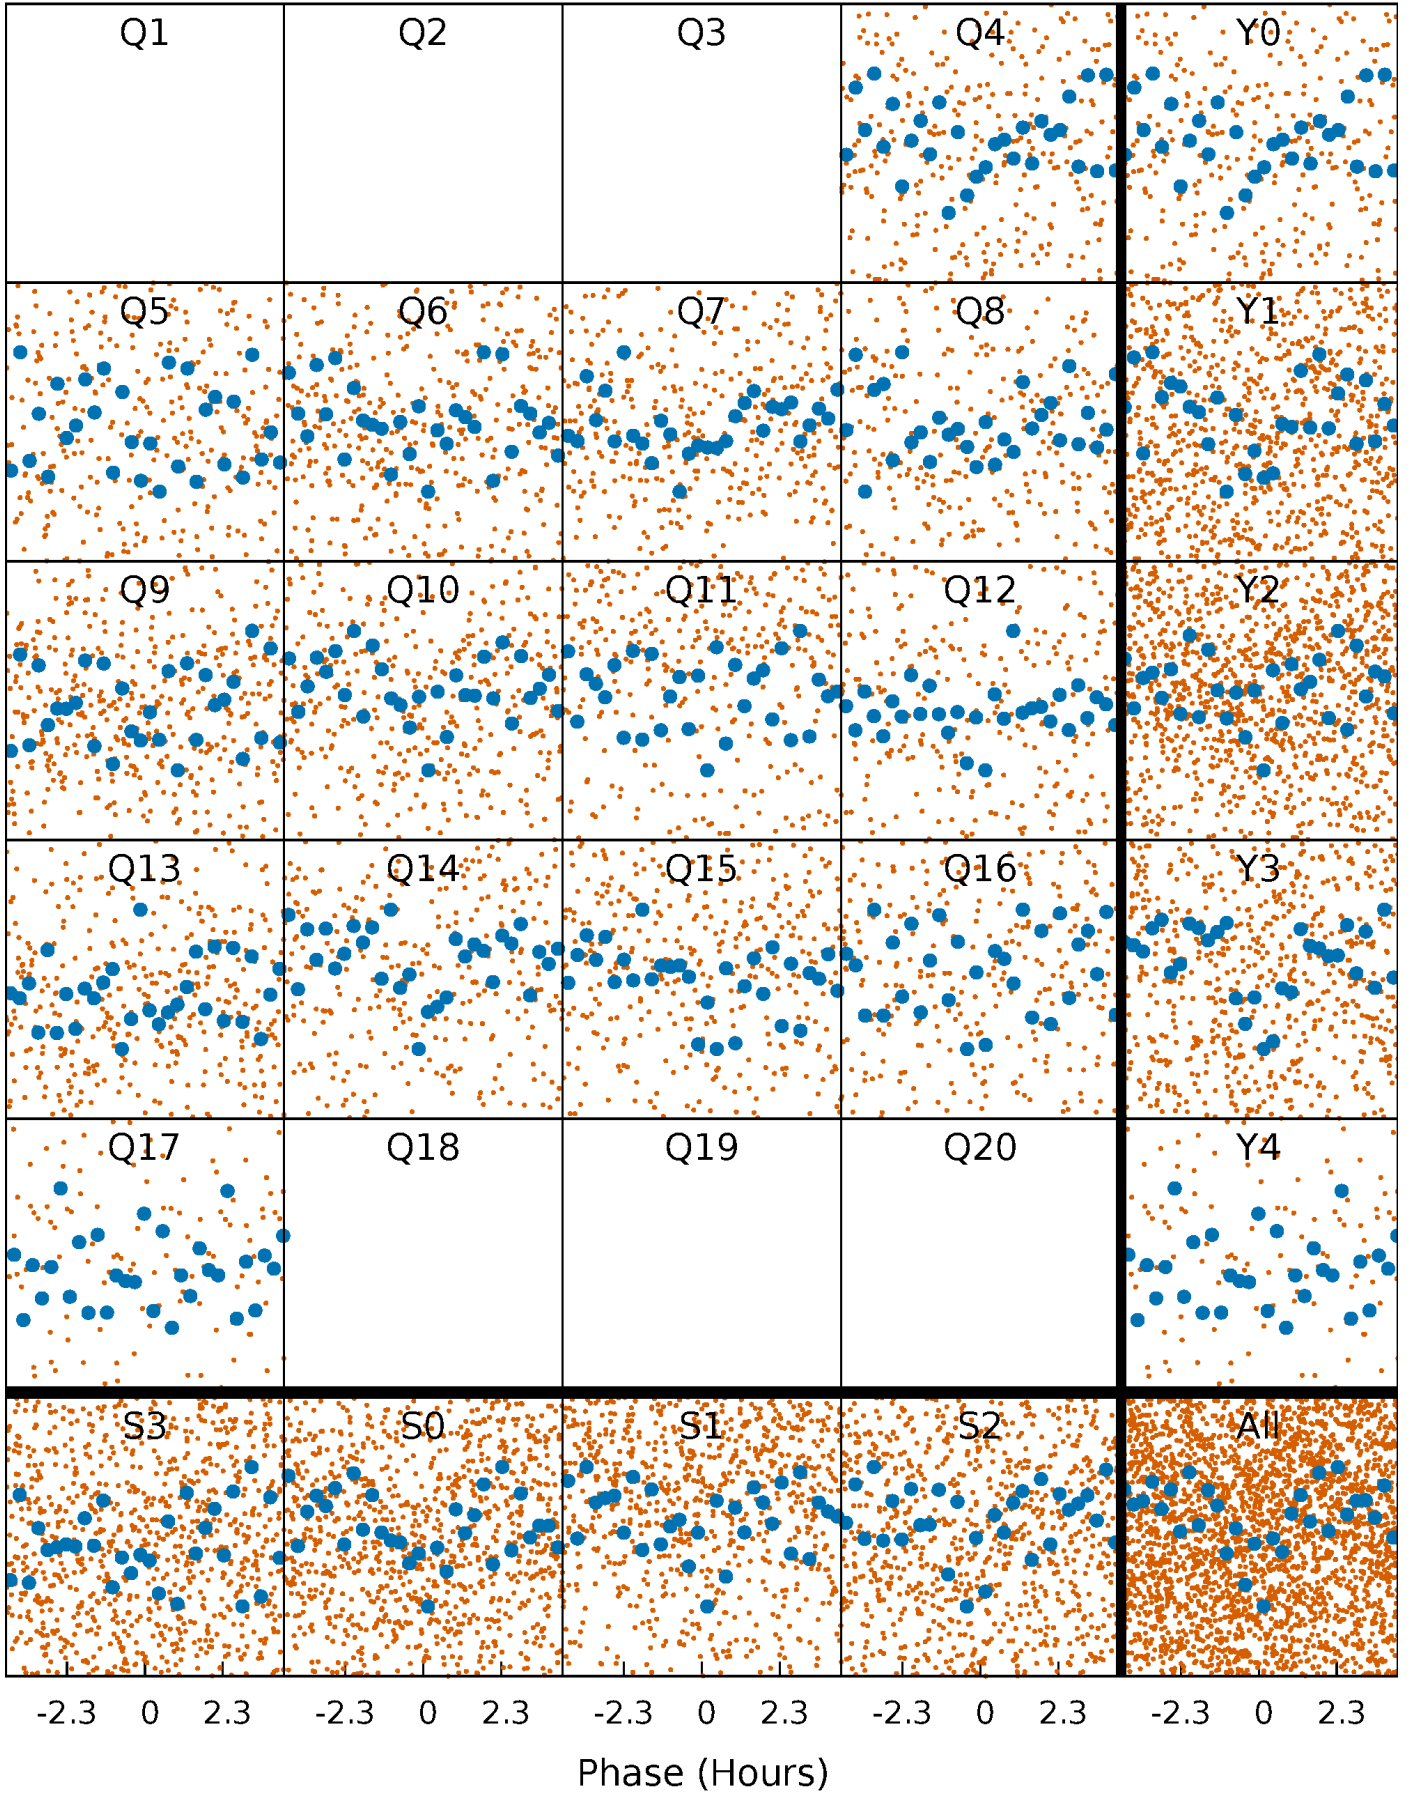 Q1 Q2 Q3 Q4 Y0
Q5 Q6 Q7 Q8 Y1
Q9 Q10 Q11 Q12 Y2
Q13 Q14 Q15 Q16 Y3
Q17 Q18 Q19 Q20 Y4
S3 S0 S1 S2 All
-2.3 0 2.3 -2.3 0 2.3 -2.3 0 2.3 -2.3 0 2.3 -2.3 0 2.3
Phase (Hours)